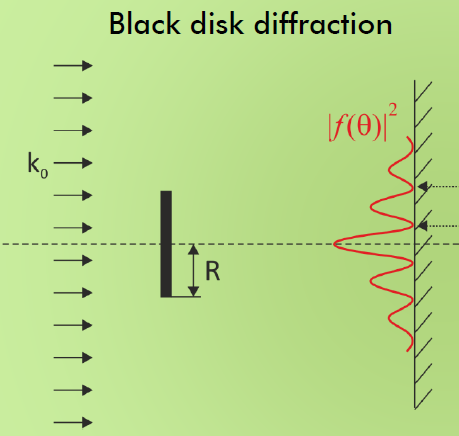 Black disk diffraction
|f(θ)|²
k₀
R